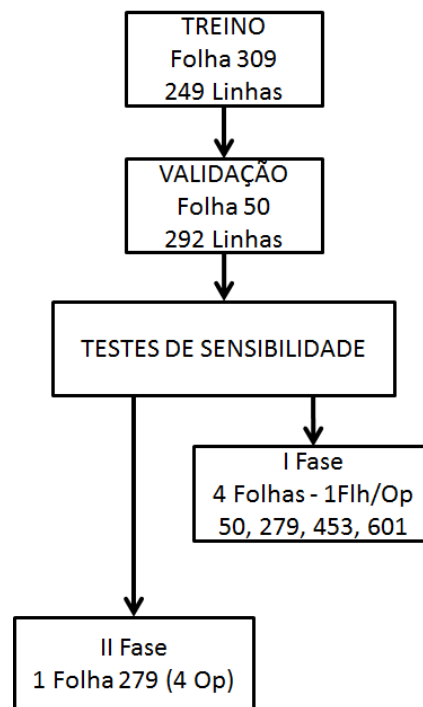 TREINO
Folha 309
249 Linhas
VALIDAÇÃO
Folha 50
292 Linhas
TESTES DE SENSIBILIDADE
I Fase
4 Folhas - 1Flh/Op
50, 279, 453, 601
II Fase
1 Folha 279 (4 Op)